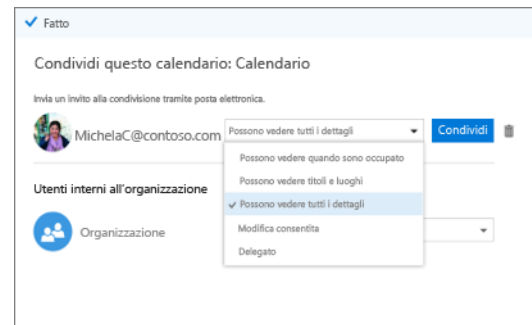 Fatto
Condividi questo calendario: Calendario
Invia un invito alla condivisione tramite posta elettronica.
MichelaC@contoso.com
Possono vedere tutti i dettagli
Condividi
Possono vedere quando sono occupato
Possono vedere titoli e luoghi
Utenti interni all'organizzazione
Possono vedere tutti i dettagli
Organizzazione
Modifica consentita
Delegato